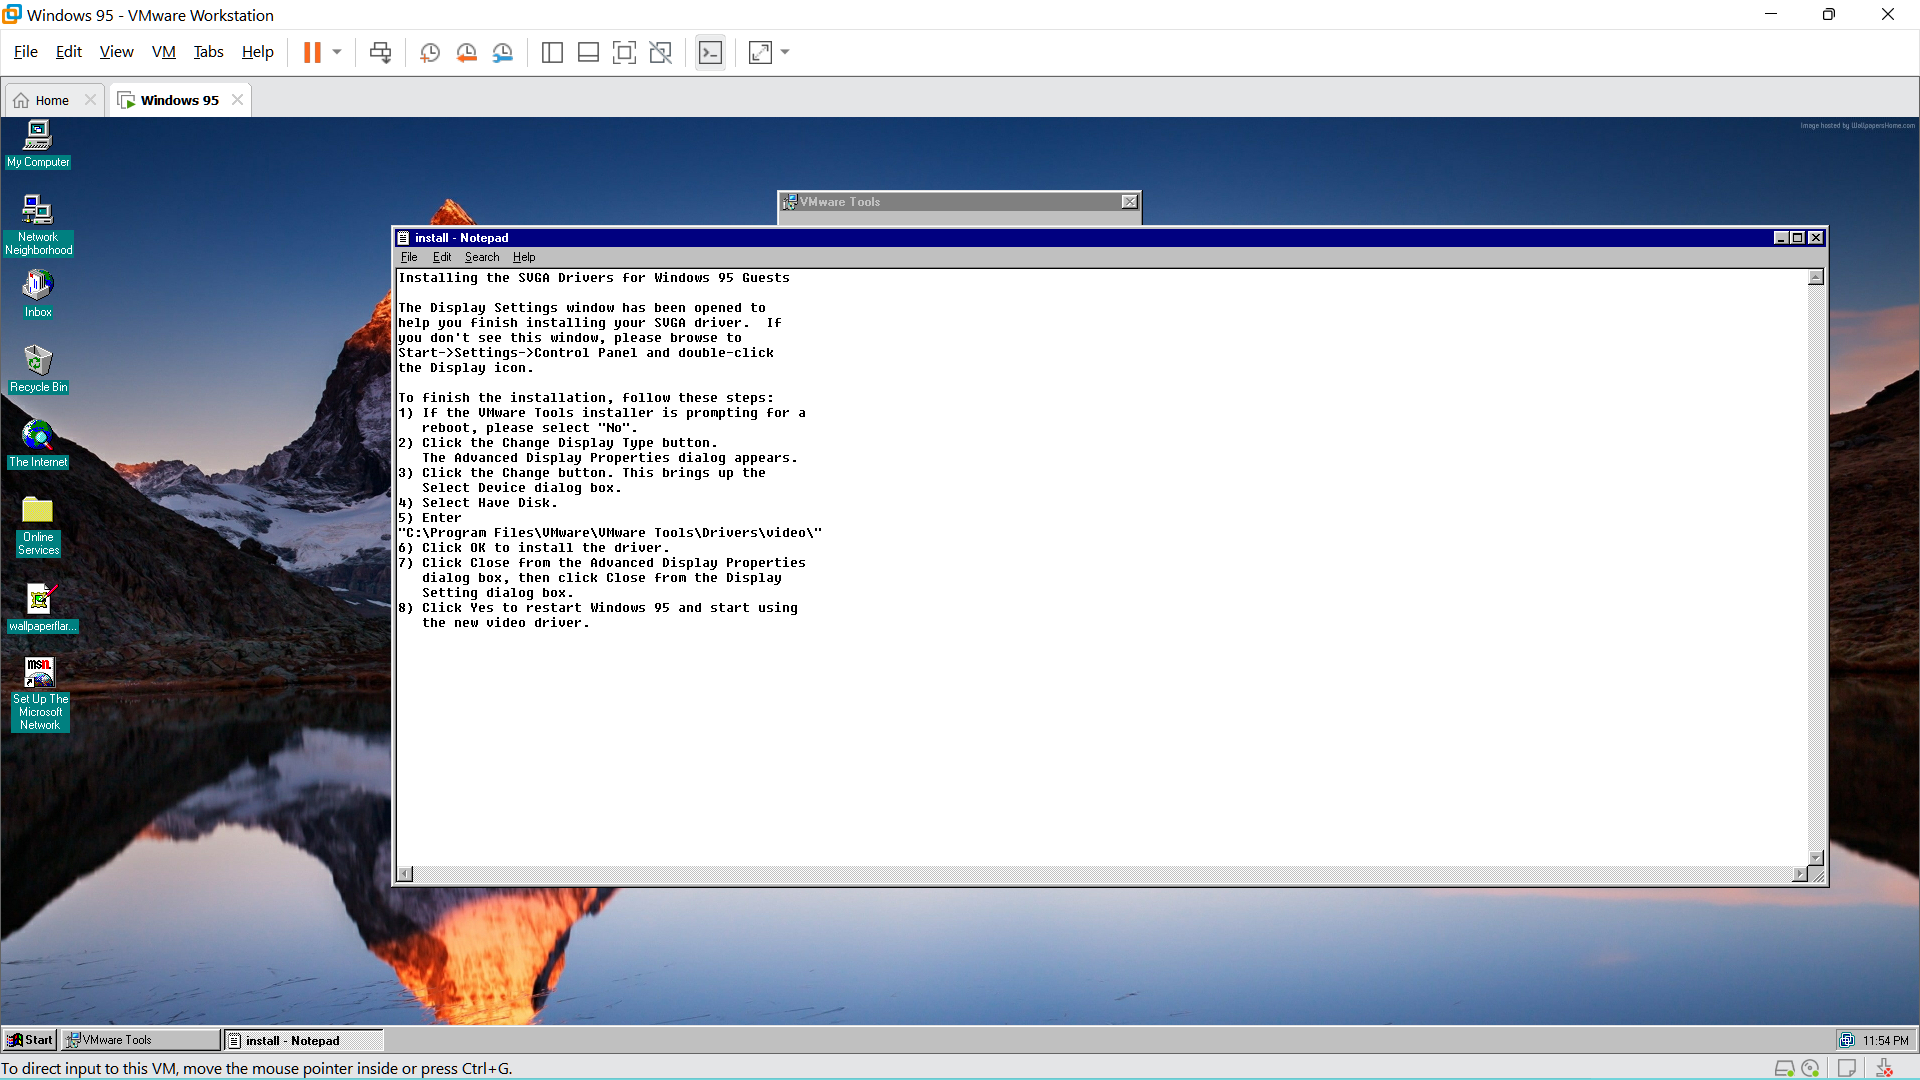 Windows 95 - VMware Workstation
File Edit View VM Tabs Help
Home
Windows 95
Image hosted by WallpapersHome.com
My Computer
Network
Neighborhood
Inbox
Recycle Bin
The Internet
Online
Services
wallpaperflar...
msn.
Set Up The
Microsoft
Network
VMware Tools
install - Notepad
File Edit Search Help
Installing the SVGA Drivers for Windows 95 Guests
The Display Settings window has been opened to
help you finish installing your SVGA driver.  If
you don't see this window, please browse to
Start->Settings->Control Panel and double-click
the Display icon.
To finish the installation, follow these steps:
1) If the VMware Tools installer is prompting for a
reboot, please select "No".
2) Click the Change Display Type button.
The Advanced Display Properties dialog appears.
3) Click the Change button. This brings up the
Select Device dialog box.
4) Select Have Disk.
5) Enter
"C:\Program Files\VMware\VMware Tools\Drivers\video\"
6) Click OK to install the driver.
7) Click Close from the Advanced Display Properties
dialog box, then click Close from the Display
Setting dialog box.
8) Click Yes to restart Windows 95 and start using
the new video driver.
Start
VMware Tools
install - Notepad
11:54 PM
To direct input to this VM, move the mouse pointer inside or press Ctrl+G.